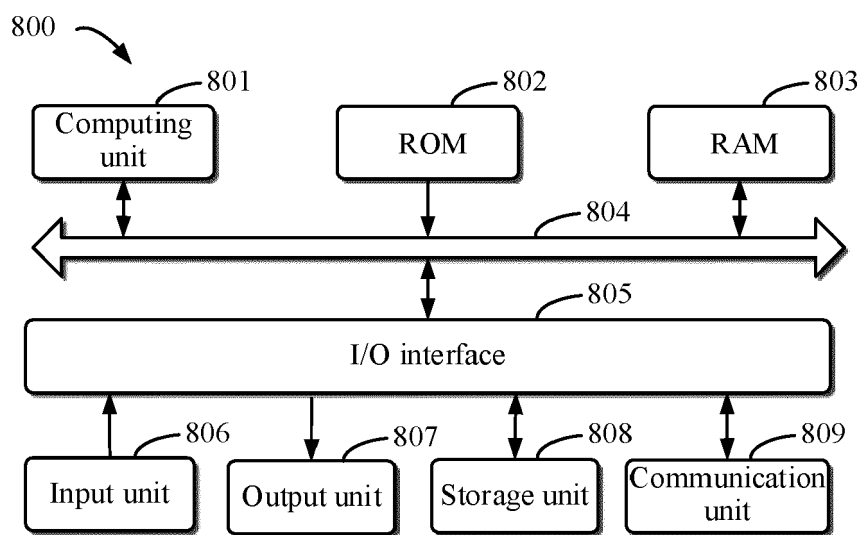 800
801
802
803
Computing
unit
ROM
RAM
804
805
I/O interface
806
807
808
809
Input unit
Output unit
Storage unit
Communication
unit